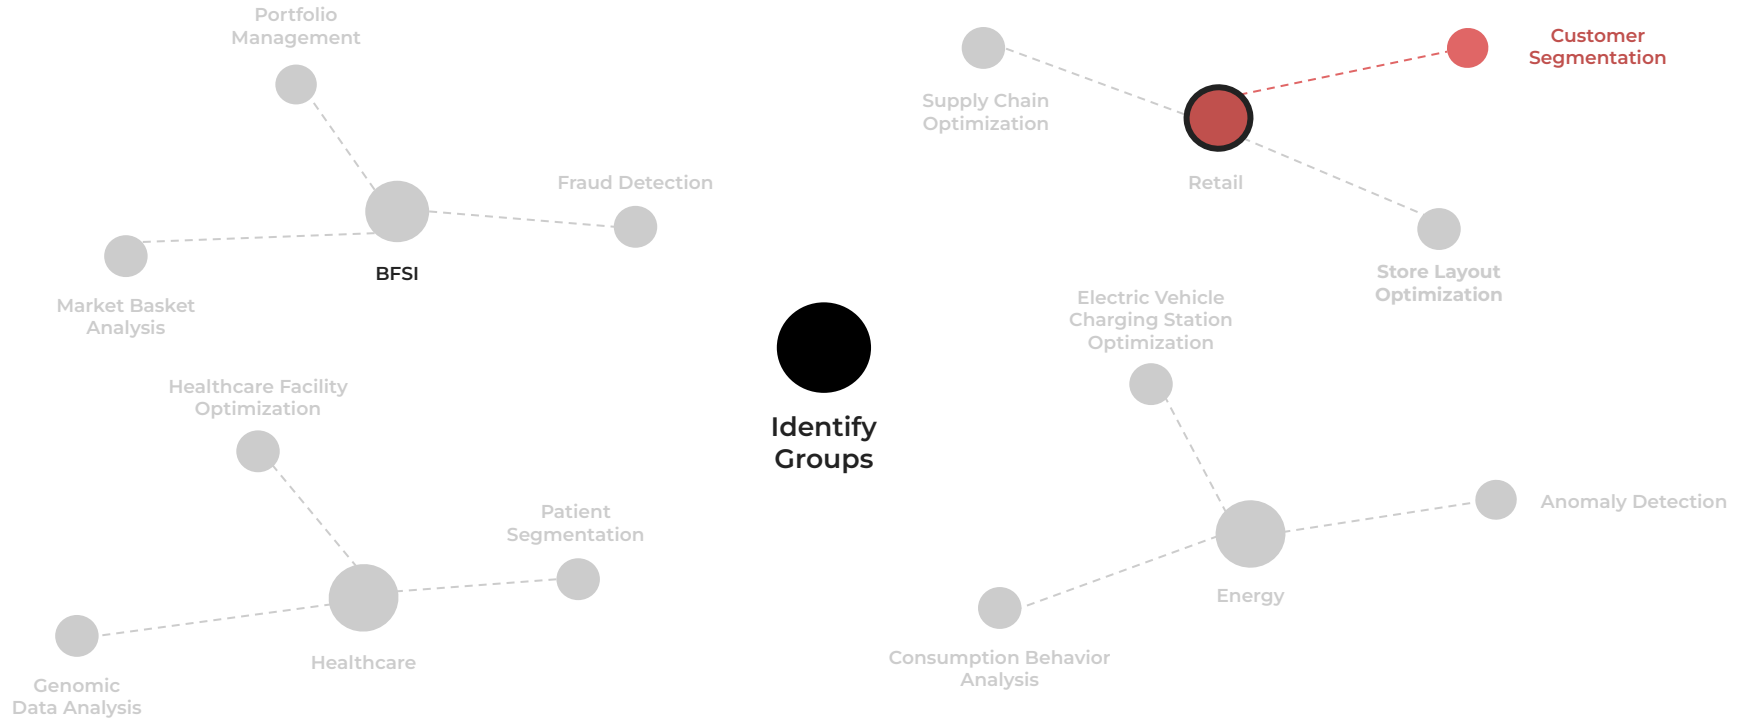 Portfolio
Management
Fraud Detection
BFSI
Market Basket
Analysis
Supply Chain
Optimization
Customer
Segmentation
Retail
Store Layout
Optimization
Identify
Groups
Healthcare Facility
Optimization
Patient
Segmentation
Healthcare
Genomic
Data Analysis
Electric Vehicle
Charging Station
Optimization
Anomaly Detection
Energy
Consumption Behavior
Analysis